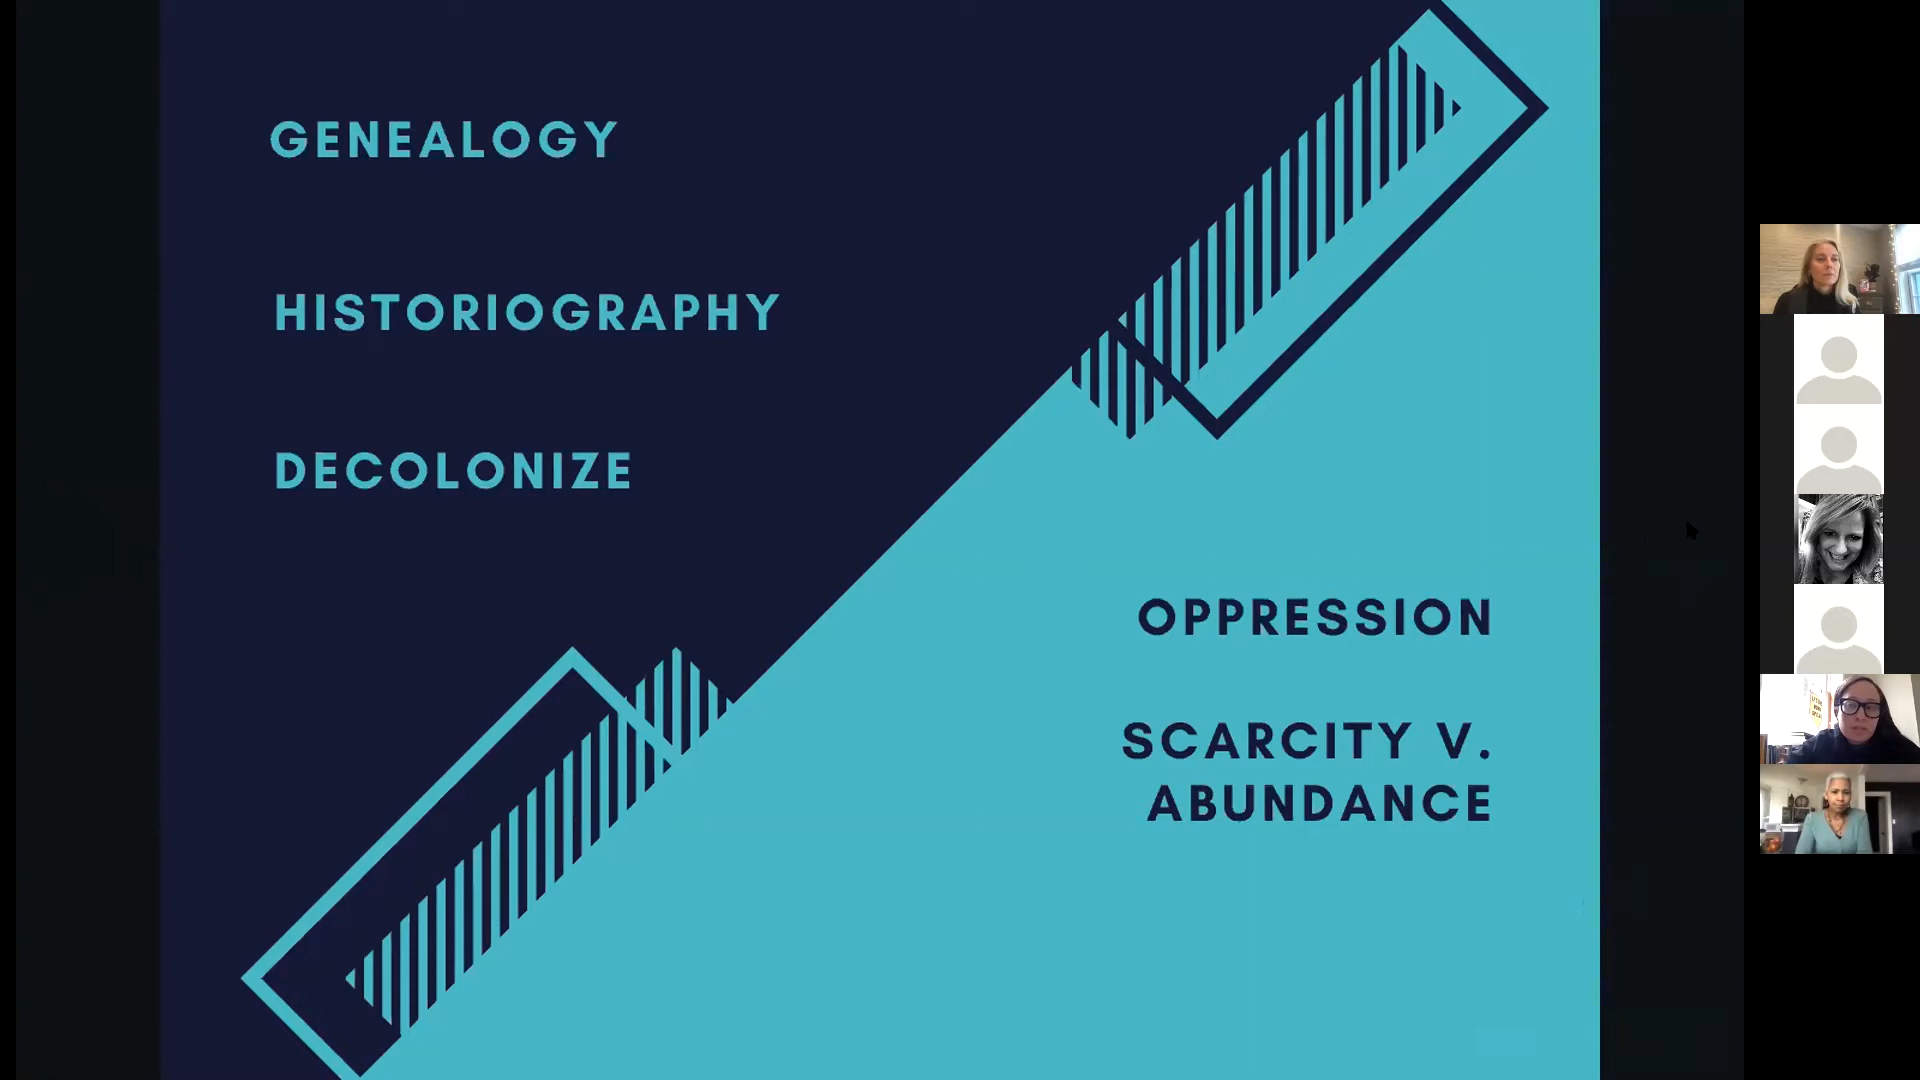 GENEALOGY
HISTORIOGRAPHY
DECOLONIZE
OPPRESSION
SCARCITY V.
ABUNDANCE